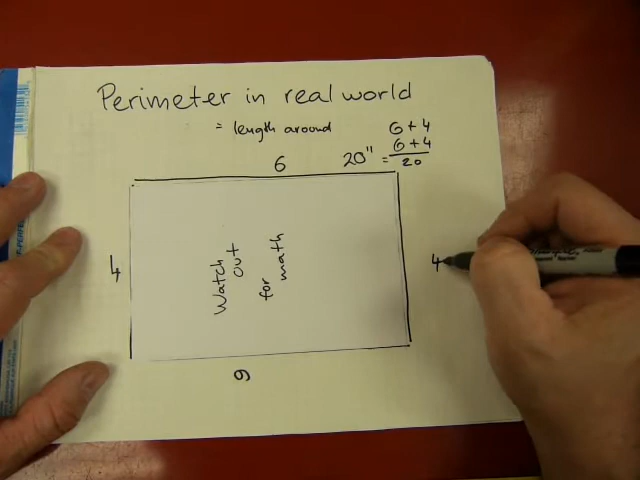 Perimeter in real world
= length around
6 + 4
6 + 4
20" = 20
6
4
Watch
out
for
math
4
6